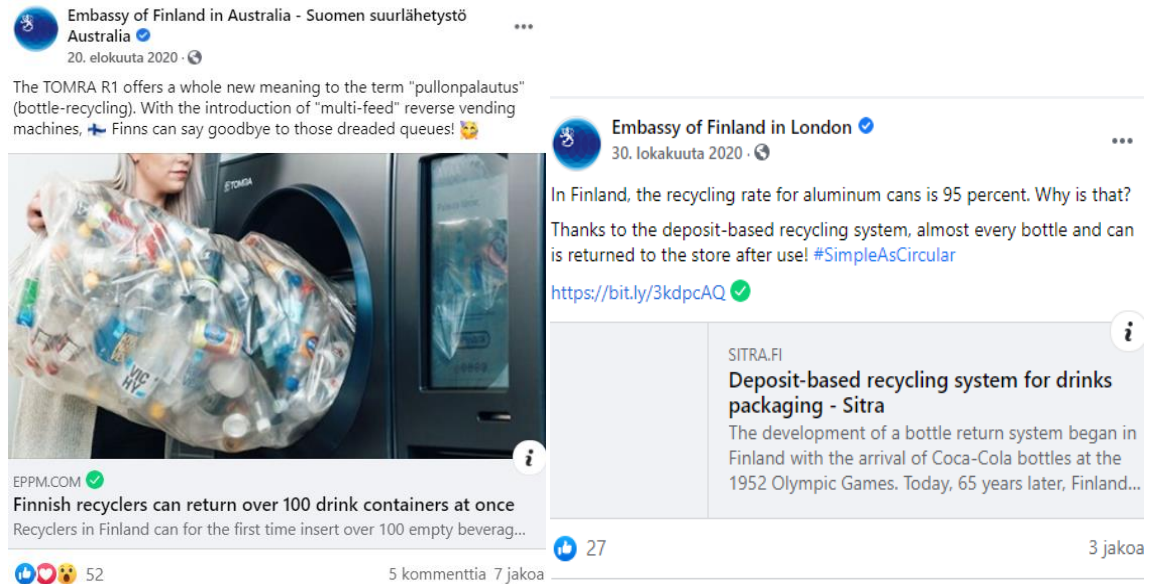 Embassy of Finland in Australia - Suomen suurlähetystö
Australia
20. elokuuta 2020 ·
The TOMRA R1 offers a whole new meaning to the term "pullonpalautus"
(bottle-recycling). With the introduction of "multi-feed" reverse vending
machines, 🇫🇮 Finns can say goodbye to those dreaded queues! 🥳
TOMRA
VIC
HY
EPPM.COM
Finnish recyclers can return over 100 drink containers at once
Recyclers in Finland can for the first time insert over 100 empty beverag...
52
5 kommenttia 7 jakoa
Embassy of Finland in London
30. lokakuuta 2020 ·
In Finland, the recycling rate for aluminum cans is 95 percent. Why is that?
Thanks to the deposit-based recycling system, almost every bottle and can
is returned to the store after use! #SimpleAsCircular
https://bit.ly/3kdpcAQ
SITRA.FI
Deposit-based recycling system for drinks
packaging - Sitra
The development of a bottle return system began in
Finland with the arrival of Coca-Cola bottles at the
1952 Olympic Games. Today, 65 years later, Finland...
27
3 jakoa